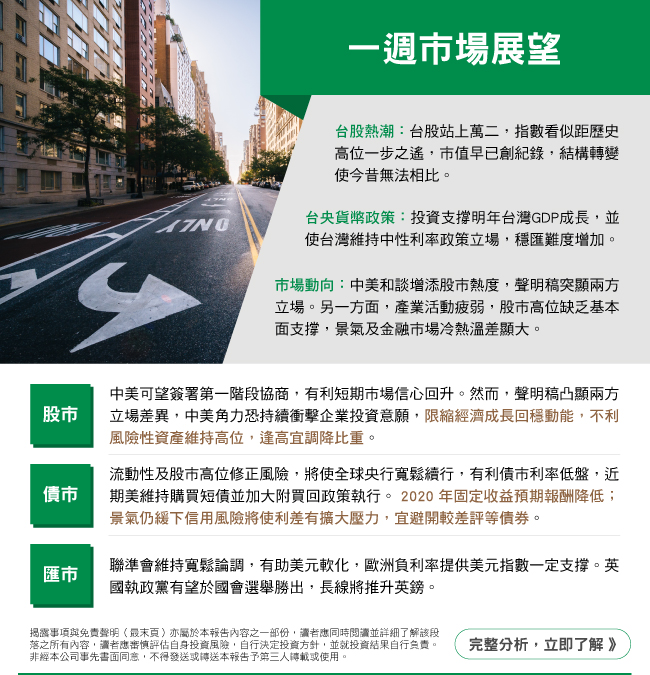 一週市場展望
台股熱潮：台股站上萬二，指數看似距歷史
高位一步之遙，市值早已創紀錄，結構轉變
使今昔無法相比。
台央貨幣政策：投資支撐明年台灣GDP成長，並
使台灣維持中性利率政策立場，穩匯難度增加。
市場動向：中美和談增添股市熱度，聲明稿突顯兩方
立場。另一方面，產業活動疲弱，股市高位缺乏基本
面支撐，景氣及金融市場冷熱溫差顯大。
ONLY
股市
中美可望簽署第一階段協商，有利短期市場信心回升。然而，聲明稿凸顯兩方
立場差異，中美角力恐持續衝擊企業投資意願，限縮經濟成長回穩動能，不利
風險性資產維持高位，逢高宜調降比重。
債市
流動性及股市高位修正風險，將使全球央行寬鬆續行，有利債市利率低盤，近
期美維持購買短債並加大附買回政策執行。 2020 年固定收益預期報酬降低；
景氣仍緩下信用風險將使利差有擴大壓力，宜避開較差評等債券。
匯市
聯準會維持寬鬆論調，有助美元軟化，歐洲負利率提供美元指數一定支撐。英
國執政黨有望於國會選舉勝出，長線將推升英鎊。
揭露事項與免責聲明（最末頁）亦屬於本報告內容之一部份，讀者應同時閱讀並詳細了解該段
落之所有內容，讀者應審慎評估自身投資風險，自行決定投資方針，並就投資結果自行負責。
非經本公司事先書面同意，不得發送或轉送本報告予第三人轉載或使用。
完整分析，立即了解 》